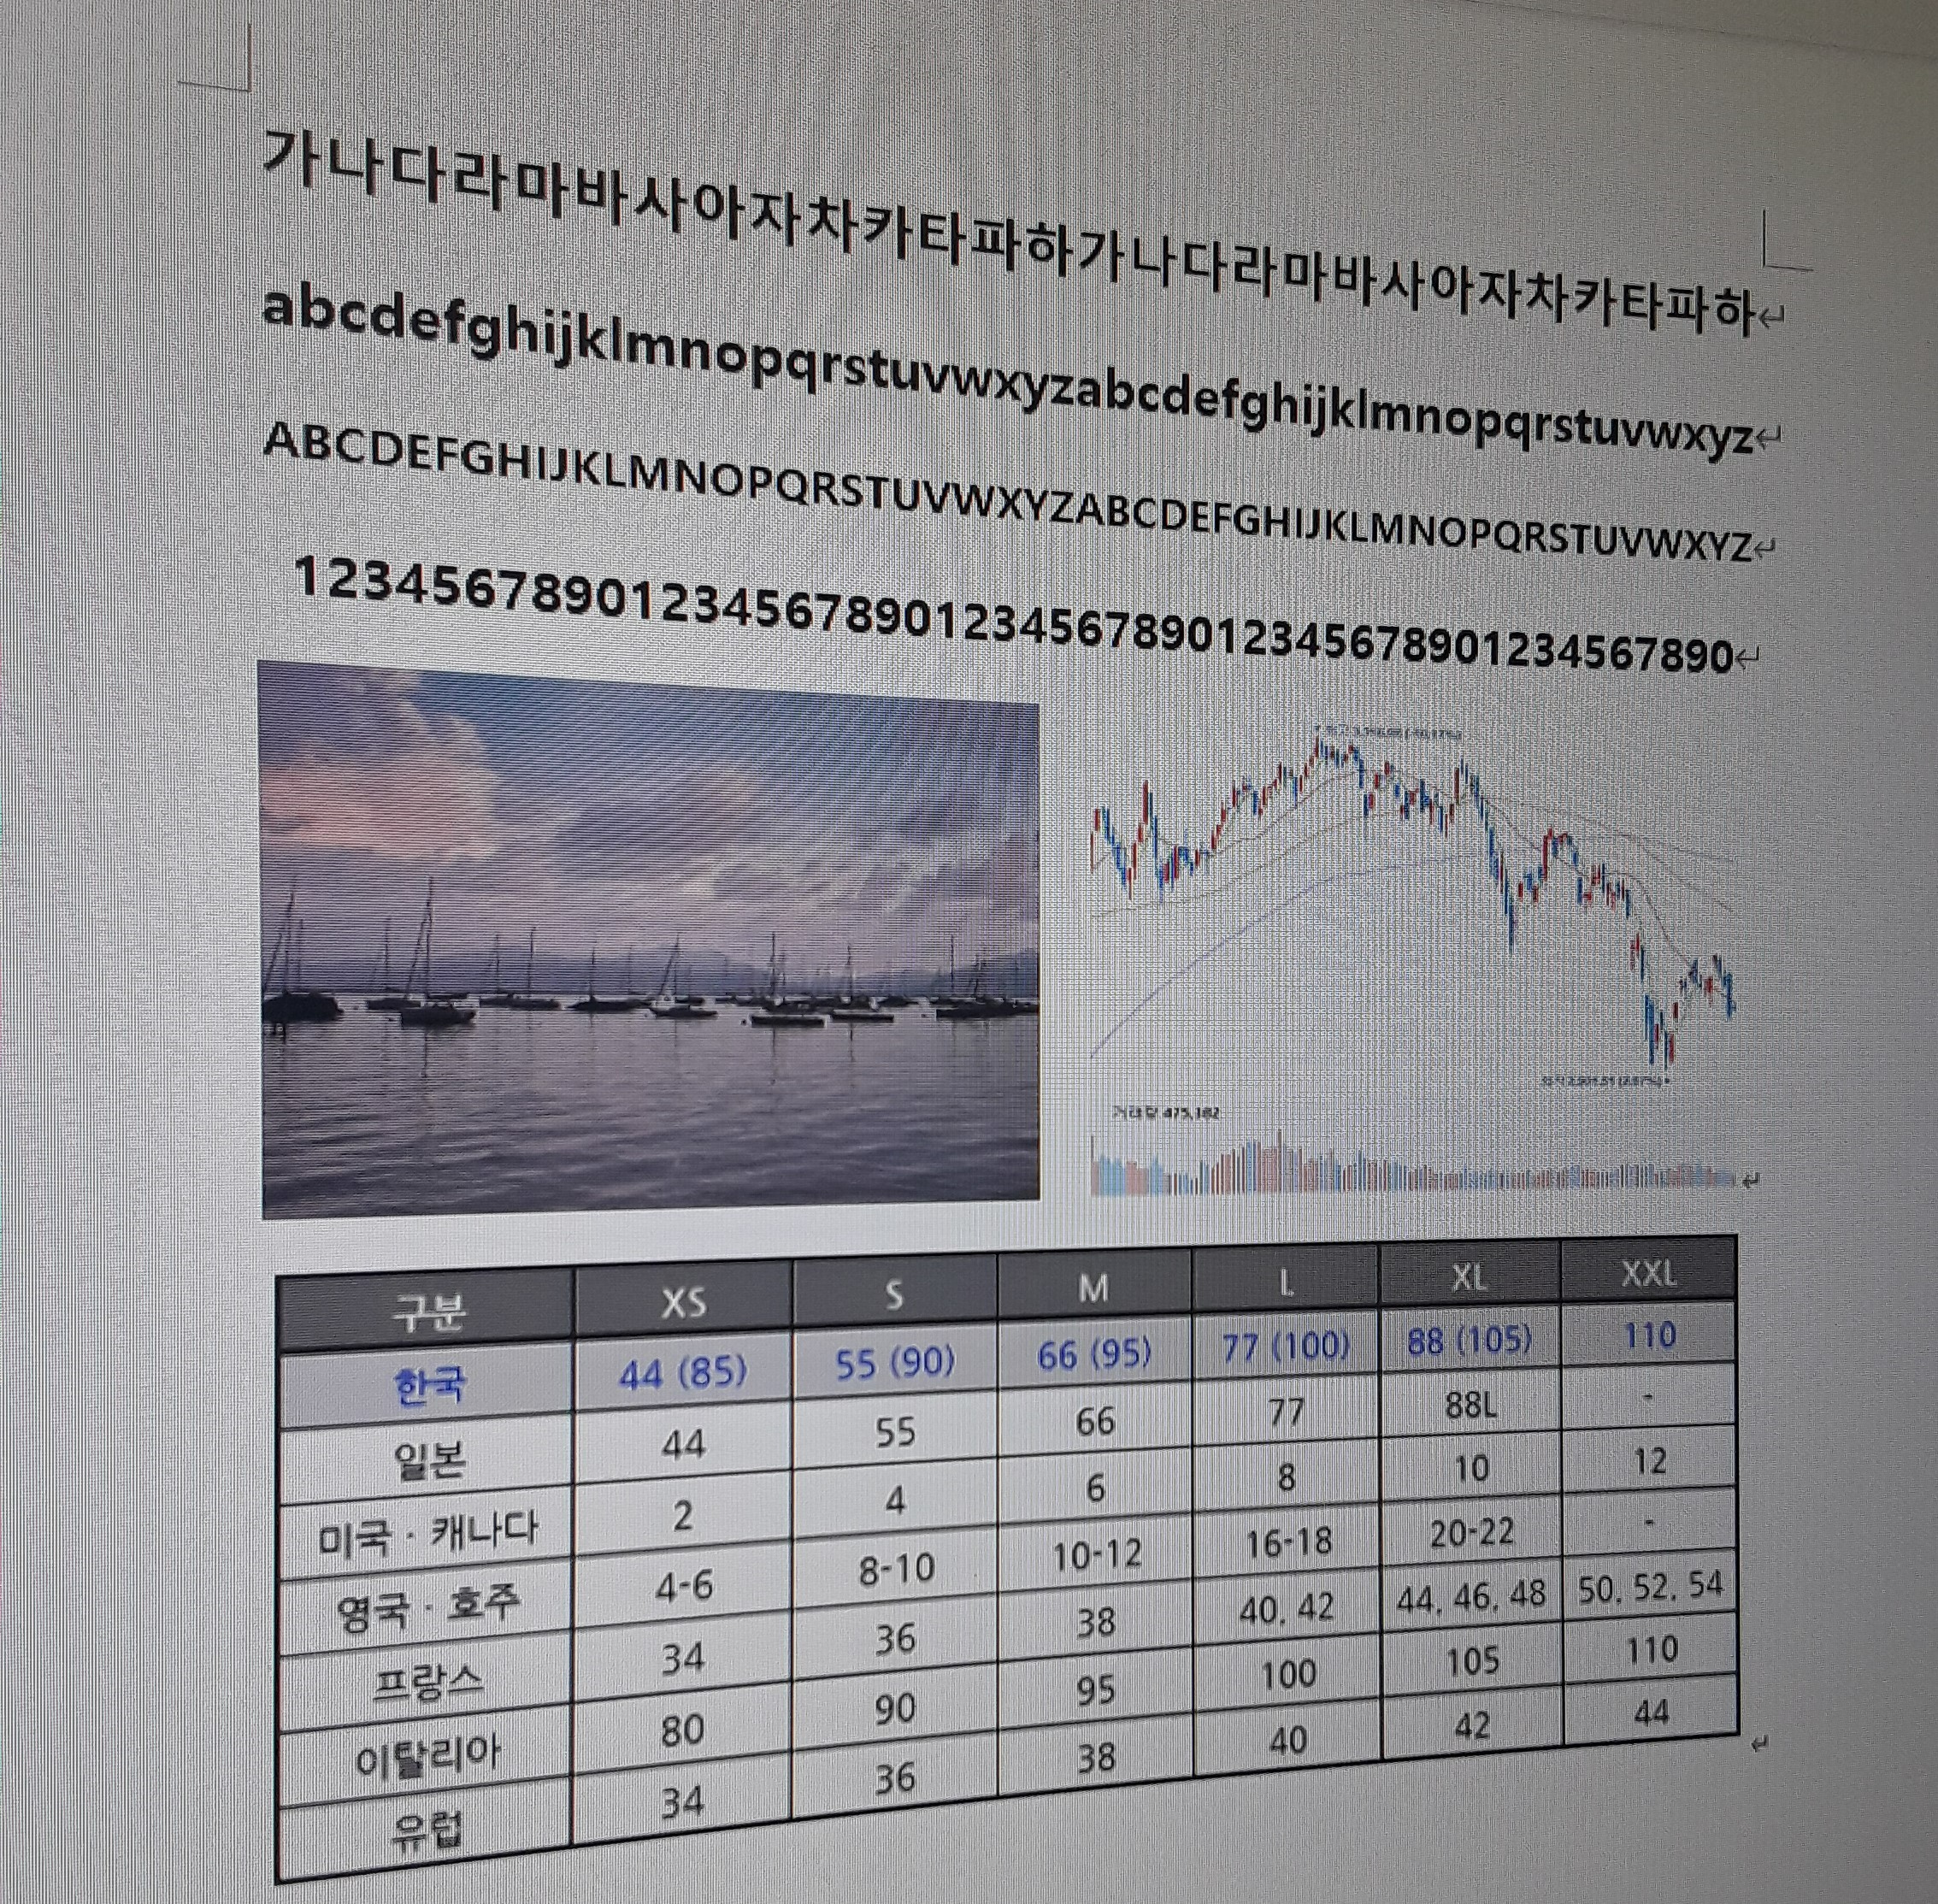 가나다라마바사아자차카타파하가나다라마바사아자차카타파하
abcdefghijklmnopqrstuvwxyzabcdefghijklmnopqrstuvwxyz
ABCDEFGHIJKLMNOPQRSTUVWXYZABCDEFGHIJKLMNOPQRSTUVWXYZ
12345678901234567890123456789012345678901234567890
거래량 475,182
구분 XS S M L XL XXL
한국 44 (85) 55 (90) 66 (95) 77 (100) 88 (105) 110
일본 44 55 66 77 88L -
미국 · 캐나다 2 4 6 8 10 12
영국 · 호주 4-6 8-10 10-12 16-18 20-22 -
프랑스 34 36 38 40, 42 44, 46, 48 50, 52, 54
이탈리아 80 90 95 100 105 110
유럽 34 36 38 40 42 44